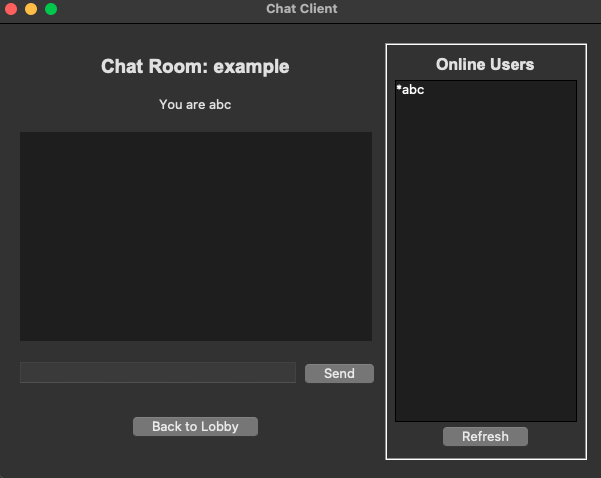 Chat Client
Chat Room: example
You are abc
Send
Back to Lobby
Online Users
*abc
Refresh